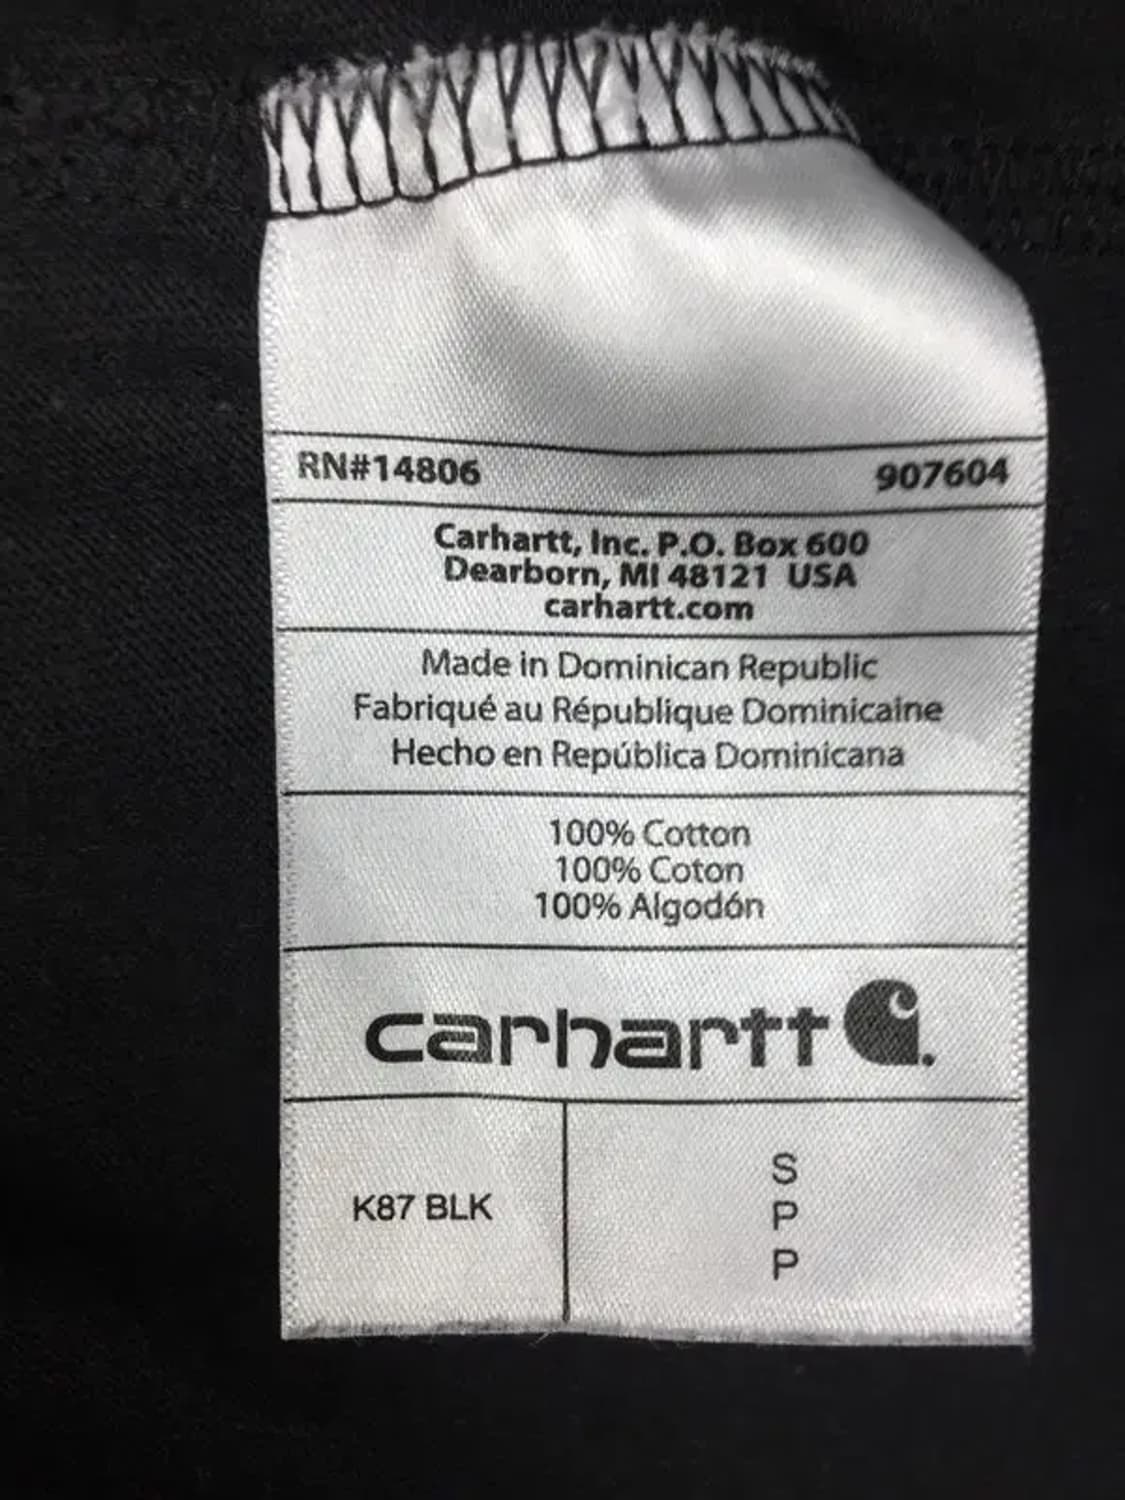 RN#14806 907604
Carhartt, Inc. P.O. Box 600
Dearborn, MI 48121 USA
carhartt.com
Made in Dominican Republic
Fabriqué au République Dominicaine
Hecho en República Dominicana
100% Cotton
100% Coton
100% Algodón
carhartt
K87 BLK
S
P
P